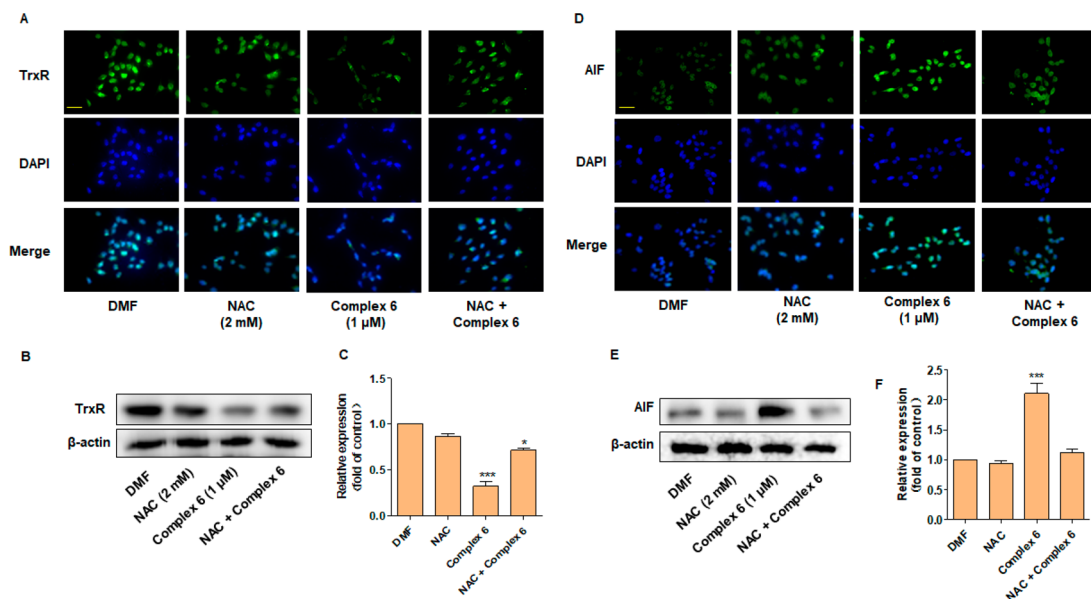 A
TrxR
DAPI
Merge
DMF
NAC
(2 mM)
Complex 6
(1 μM)
NAC +
Complex 6
D
AIF
DAPI
Merge
DMF
NAC
(2 mM)
Complex 6
(1 μM)
NAC +
Complex 6
B
TrxR
β-actin
DMF
NAC (2 mM)
Complex 6 (1 μM)
NAC + Complex 6
C
Relative expression
(fold of control)
1.5
1.0
0.5
0.0
***
*
DMF
NAC
Complex 6
NAC + Complex 6
E
AIF
β-actin
DMF
NAC (2 mM)
Complex 6 (1 μM)
NAC + Complex 6
F
Relative expression
(fold of control)
2.5
2.0
1.5
1.0
0.5
0.0
***
DMF
NAC
Complex 6
NAC + Complex 6